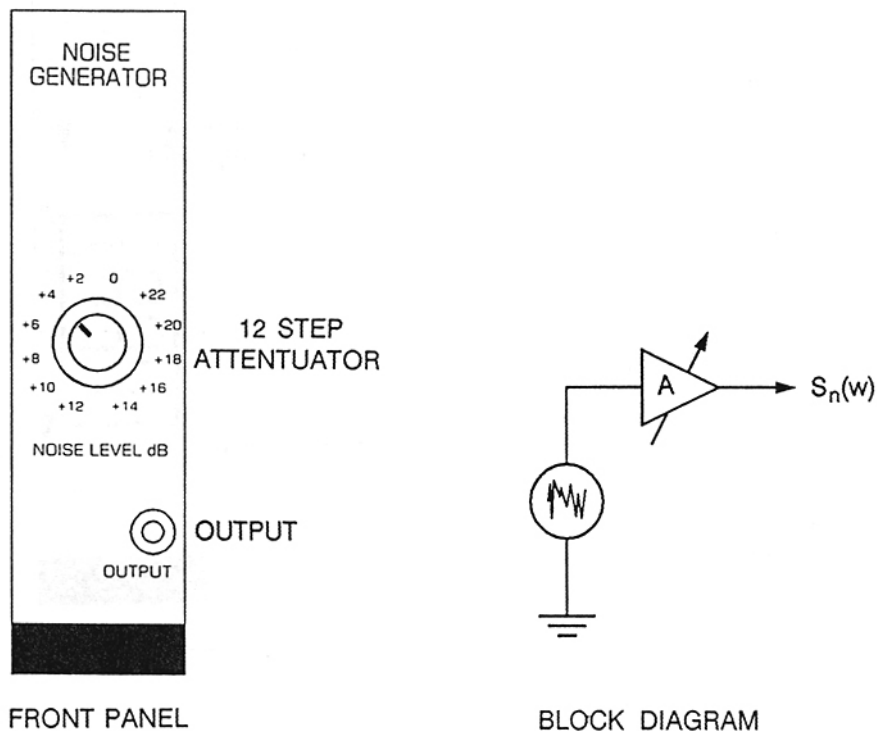 NOISE
GENERATOR
+2 0
+4 +22
+6 +20
+8 +18
+10 +16
+12 +14
NOISE LEVEL dB
OUTPUT
12 STEP
ATTENTUATOR
OUTPUT
A
Sn(w)
FRONT PANEL
BLOCK DIAGRAM